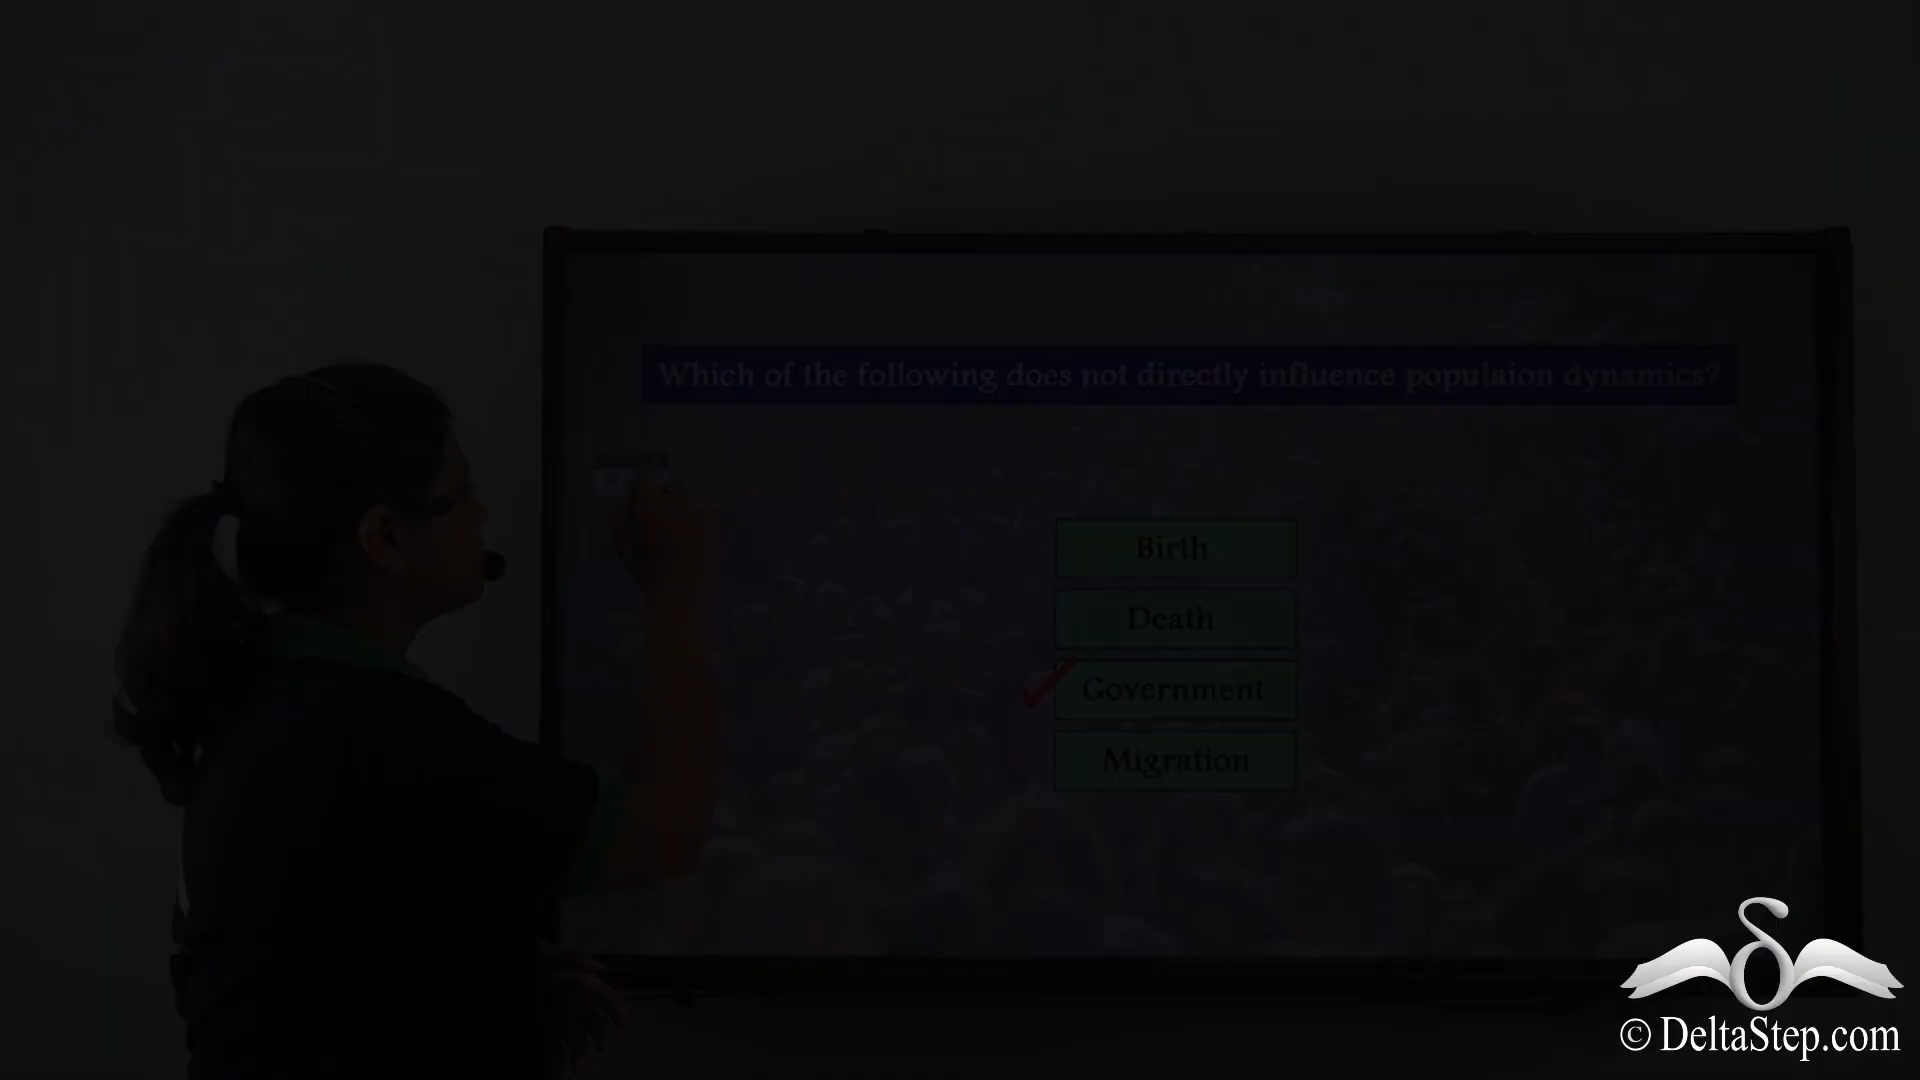 Which of the following does not directly influence populaion dynamics?
Birth
Death
Government
Migration
© DeltaStep.com